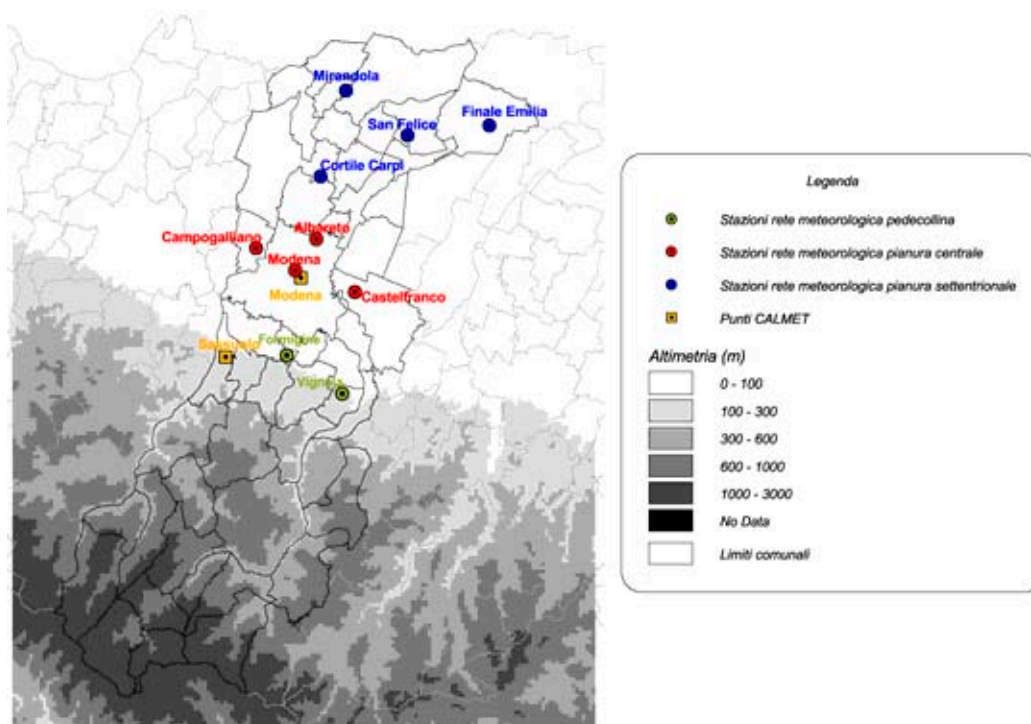 Mirandola
Finale Emilia
San Felice
Cortile Carpi
Albareto
Campogalliano
Modena
Modena
Castelfranco
Sassuolo
Formigine
Vignola
Legenda
Stazioni rete meteorologica pedecollina
Stazioni rete meteorologica pianura centrale
Stazioni rete meteorologica pianura settentrionale
Punti CALMET
Altimetria (m)
0 - 100
100 - 300
300 - 600
600 - 1000
1000 - 3000
No Data
Limiti comunali